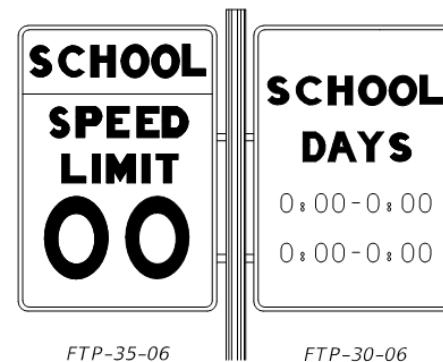 SCHOOL
SPEED
LIMIT
00
FTP-35-06
SCHOOL
DAYS
0:00-0:00
0:00-0:00
FTP-30-06